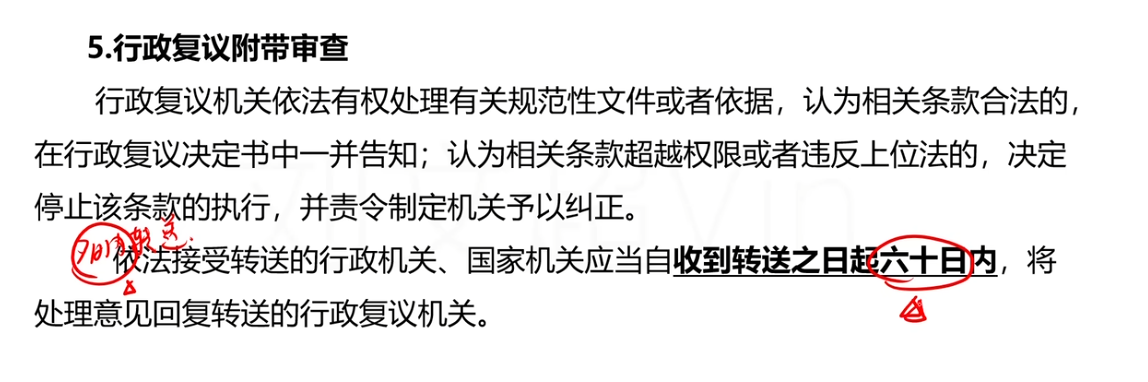 5.行政复议附带审查
行政复议机关依法有权处理有关规范性文件或者依据，认为相关条款合法的，
在行政复议决定书中一并告知；认为相关条款超越权限或者违反上位法的，决定
停止该条款的执行，并责令制定机关予以纠正。
7日内转送
依法接受转送的行政机关、国家机关应当自收到转送之日起六十日内，将
处理意见回复转送的行政复议机关。